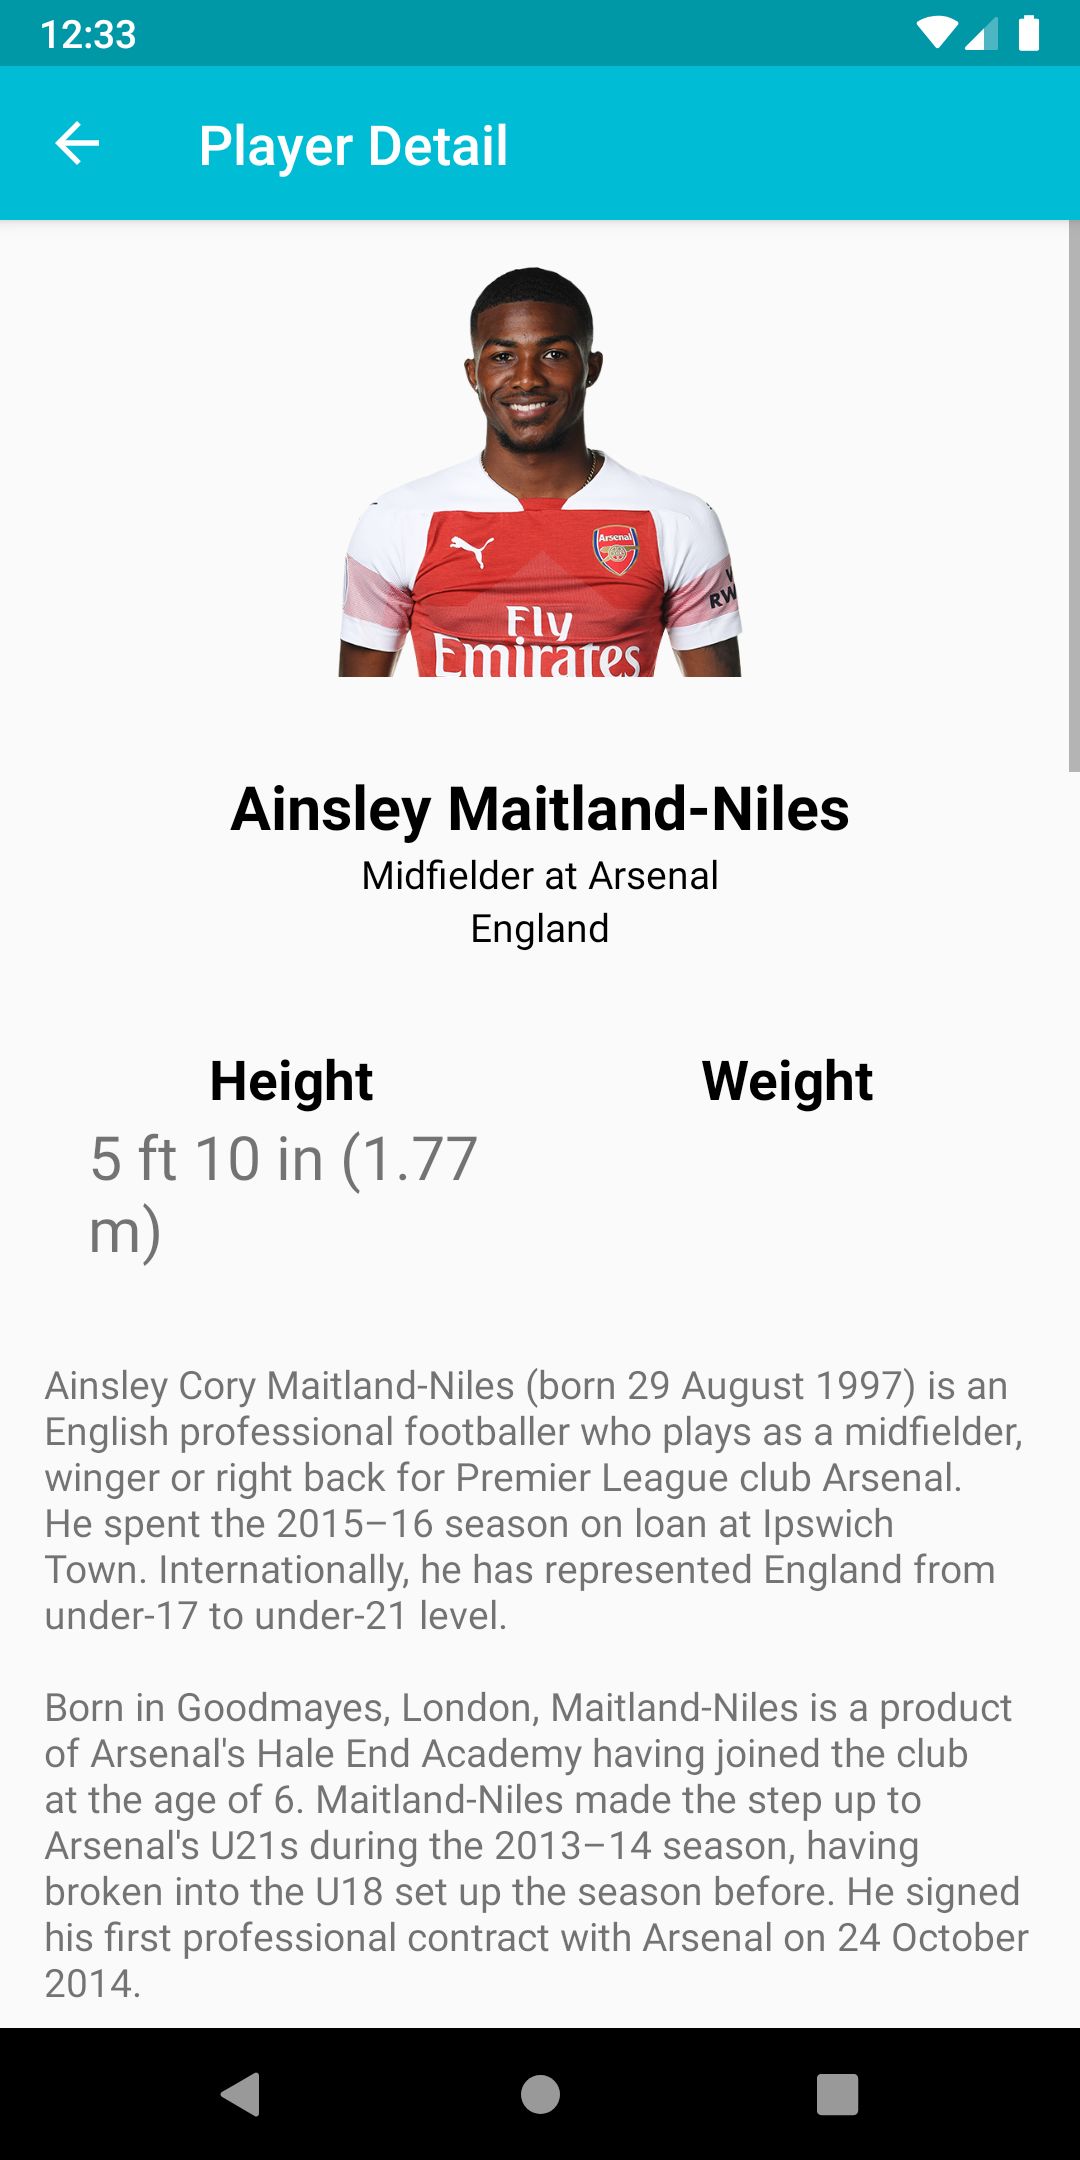 12:33
Player Detail
Arsenal
RW
Fly
Emirates
Ainsley Maitland-Niles
Midfielder at Arsenal
England
Height
Weight
5 ft 10 in (1.77
m)
Ainsley Cory Maitland-Niles (born 29 August 1997) is an
English professional footballer who plays as a midfielder,
winger or right back for Premier League club Arsenal.
He spent the 2015–16 season on loan at Ipswich
Town. Internationally, he has represented England from
under-17 to under-21 level.
Born in Goodmayes, London, Maitland-Niles is a product
of Arsenal's Hale End Academy having joined the club
at the age of 6. Maitland-Niles made the step up to
Arsenal's U21s during the 2013–14 season, having
broken into the U18 set up the season before. He signed
his first professional contract with Arsenal on 24 October
2014.